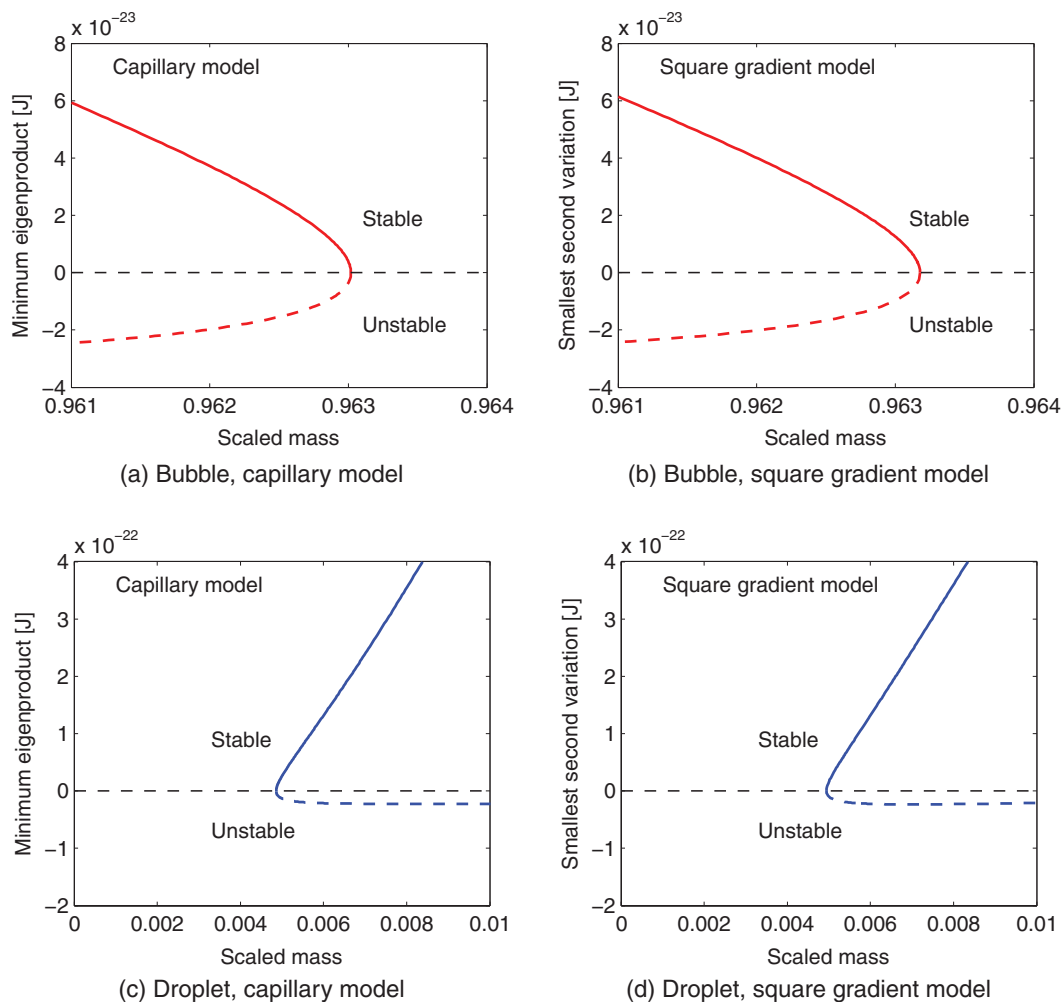 x 10⁻²³
8
6
4
2
0
−2
−4
Minimum eigenproduct [J]
Capillary model
Stable
Unstable
0.961
0.962
0.963
0.964
Scaled mass
(a) Bubble, capillary model
x 10⁻²³
8
6
4
2
0
−2
−4
Smallest second variation [J]
Square gradient model
Stable
Unstable
0.961
0.962
0.963
0.964
Scaled mass
(b) Bubble, square gradient model
x 10⁻²²
4
3
2
1
0
−1
−2
Minimum eigenproduct [J]
Capillary model
Stable
Unstable
0
0.002
0.004
0.006
0.008
0.01
Scaled mass
(c) Droplet, capillary model
x 10⁻²²
4
3
2
1
0
−1
−2
Smallest second variation [J]
Square gradient model
Stable
Unstable
0
0.002
0.004
0.006
0.008
0.01
Scaled mass
(d) Droplet, square gradient model